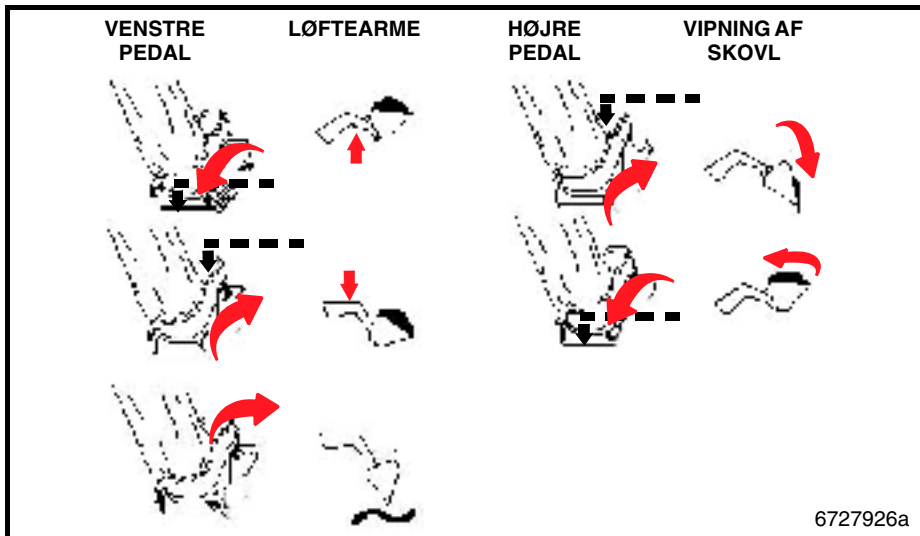 VENSTRE
PEDAL
LØFTEARME
HØJRE
PEDAL
VIPNING AF
SKOVL
6727926a